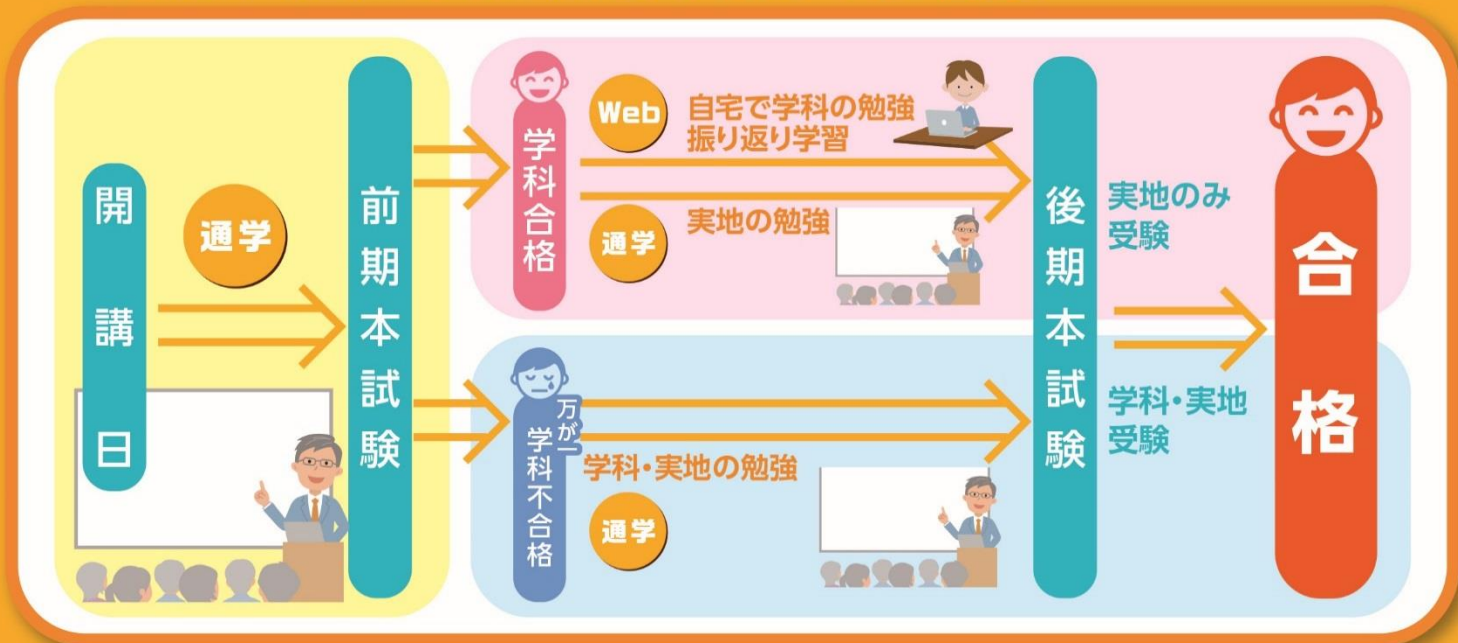 開講日
通学
前期本試験
学科合格
Web
自宅で学科の勉強
振り返り学習
通学
実地の勉強
万が一
学科不合格
学科・実地の勉強
通学
後期本試験
実地のみ
受験
学科・実地
受験
合格